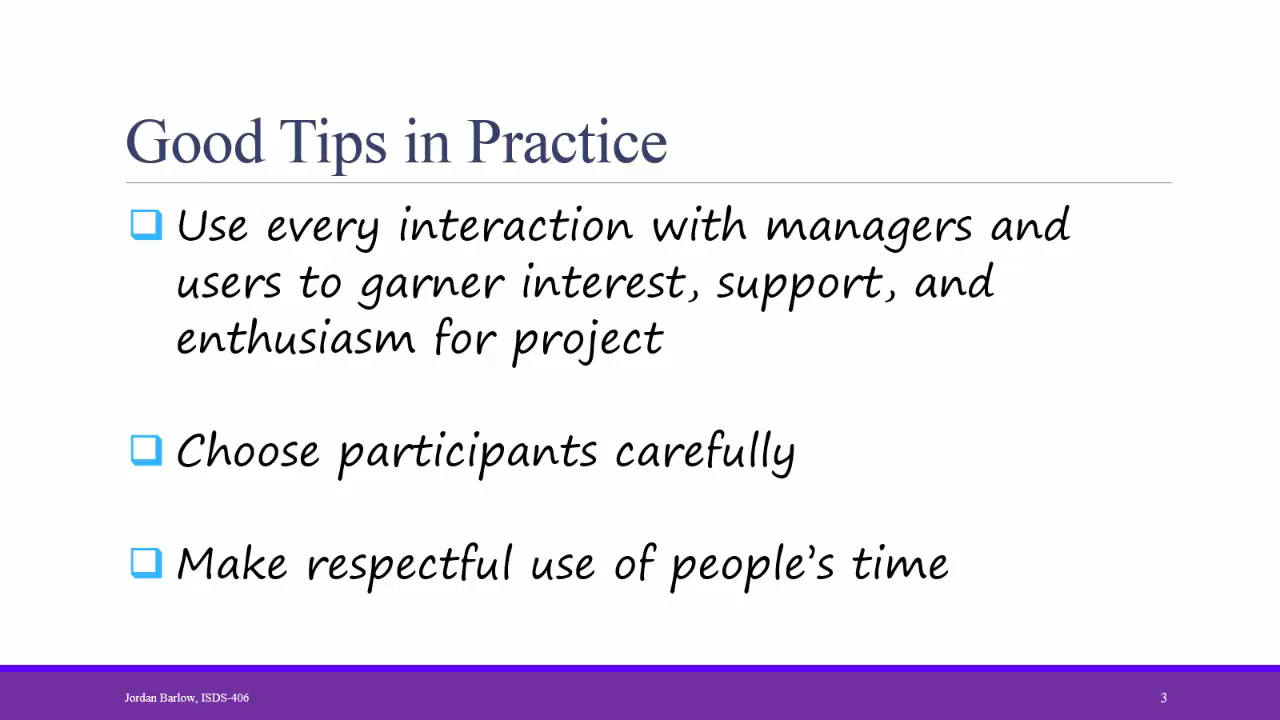 Good Tips in Practice
Use every interaction with managers and
users to garner interest, support, and
enthusiasm for project
Choose participants carefully
Make respectful use of people’s time
Jordan Barlow, ISDS-406
3